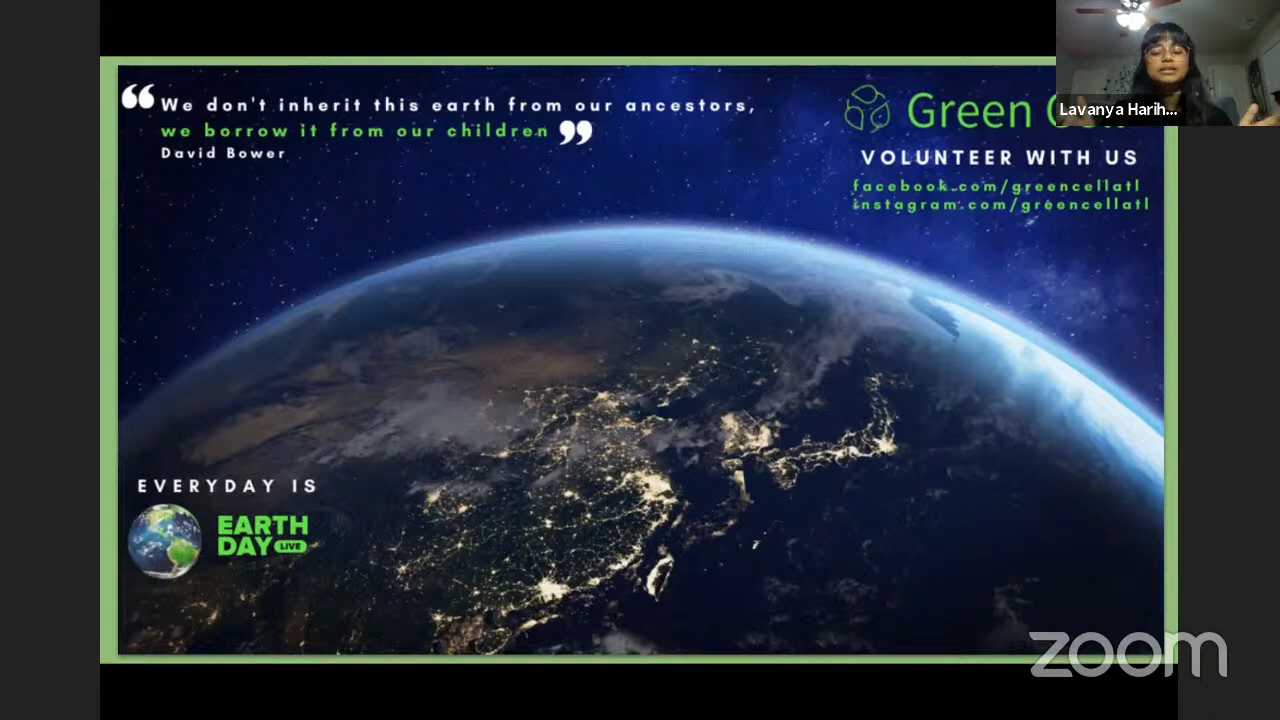 “ We don't inherit this earth from our ancestors,
we borrow it from our children ”
David Bower
Green
VOLUNTEER WITH US
facebook.com/greencellatl
instagram.com/greencellatl
Lavanya Harih...
EVERYDAY IS
EARTH
DAY LIVE
zoom